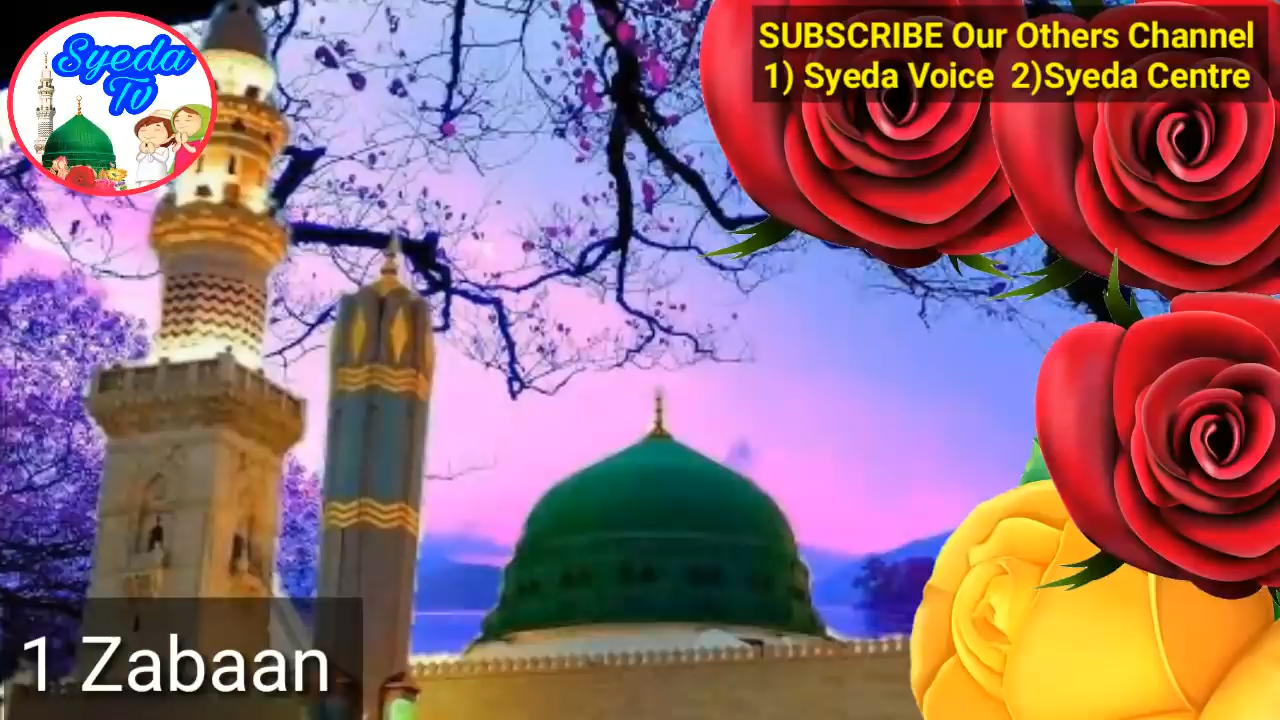 Syeda
Tv
SUBSCRIBE Our Others Channel
1) Syeda Voice 2)Syeda Centre
1 Zabaan